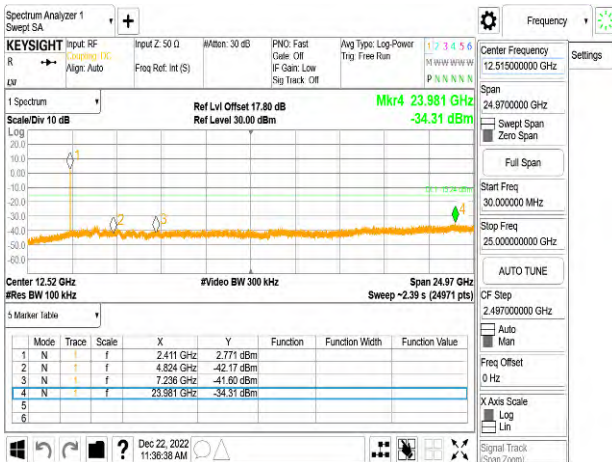 Spectrum Analyzer 1
Swept SA
Frequency
KEYSIGHT
R
Input: RF
Coupling: DC
Align: Auto
Input Z: 50 Ω
Freq Ref: Int (S)
#Atten: 30 dB
PNO: Fast
Gate: Off
IF Gain: Low
Sig Track: Off
Avg Type: Log-Power
Trig: Free Run
1 2 3 4 5 6
M W W W W W
P N N N N N
Center Frequency
12.515000000 GHz
Settings
1 Spectrum
Scale/Div 10 dB
Ref Lvl Offset 17.80 dB
Ref Level 30.00 dBm
Mkr4 23.981 GHz
-34.31 dBm
Span
24.9700000 GHz
Swept Span
Zero Span
Full Span
Start Freq
30.000000 MHz
Stop Freq
25.000000000 GHz
AUTO TUNE
CF Step
2.497000000 GHz
Auto
Man
Freq Offset
0 Hz
X Axis Scale
Log
Lin
Signal Track
(Span Zoom)
Log
20.0
10.0
0.00
-10.0
-20.0
-30.0
-40.0
-50.0
-60.0
1
2
3
4
Center 12.52 GHz
#Res BW 100 kHz
#Video BW 300 kHz
Span 24.97 GHz
Sweep ~2.39 s (24971 pts)
5 Marker Table
Mode Trace Scale X Y Function Function Width Function Value
1 N 1 f 2.411 GHz 2.771 dBm
2 N 1 f 4.824 GHz -42.17 dBm
3 N 1 f 7.236 GHz -41.60 dBm
4 N 1 f 23.981 GHz -34.31 dBm
5
6
Dec 22, 2022
11:36:38 AM